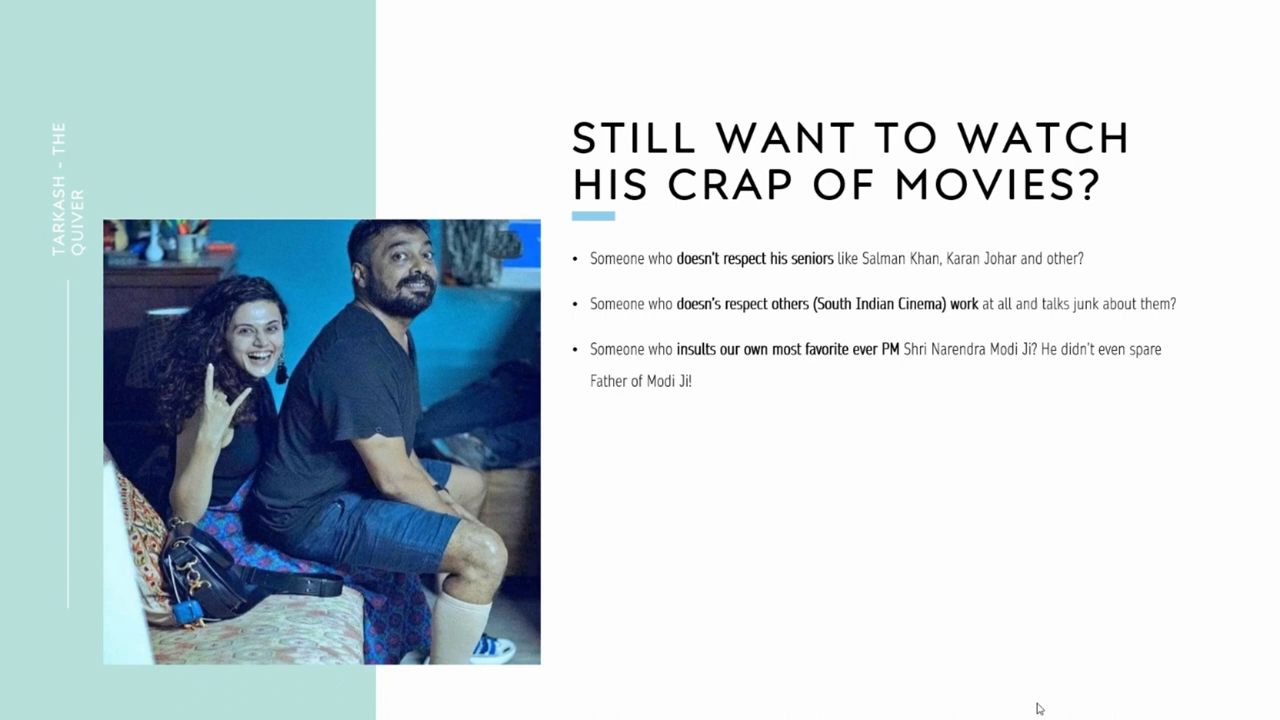 TARKASH - THE
QUIVER
STILL WANT TO WATCH
HIS CRAP OF MOVIES?
• Someone who doesn't respect his seniors like Salman Khan, Karan Johar and other?
• Someone who doesn's respect others (South Indian Cinema) work at all and talks junk about them?
• Someone who insults our own most favorite ever PM Shri Narendra Modi Ji? He didn't even spare
Father of Modi Ji!